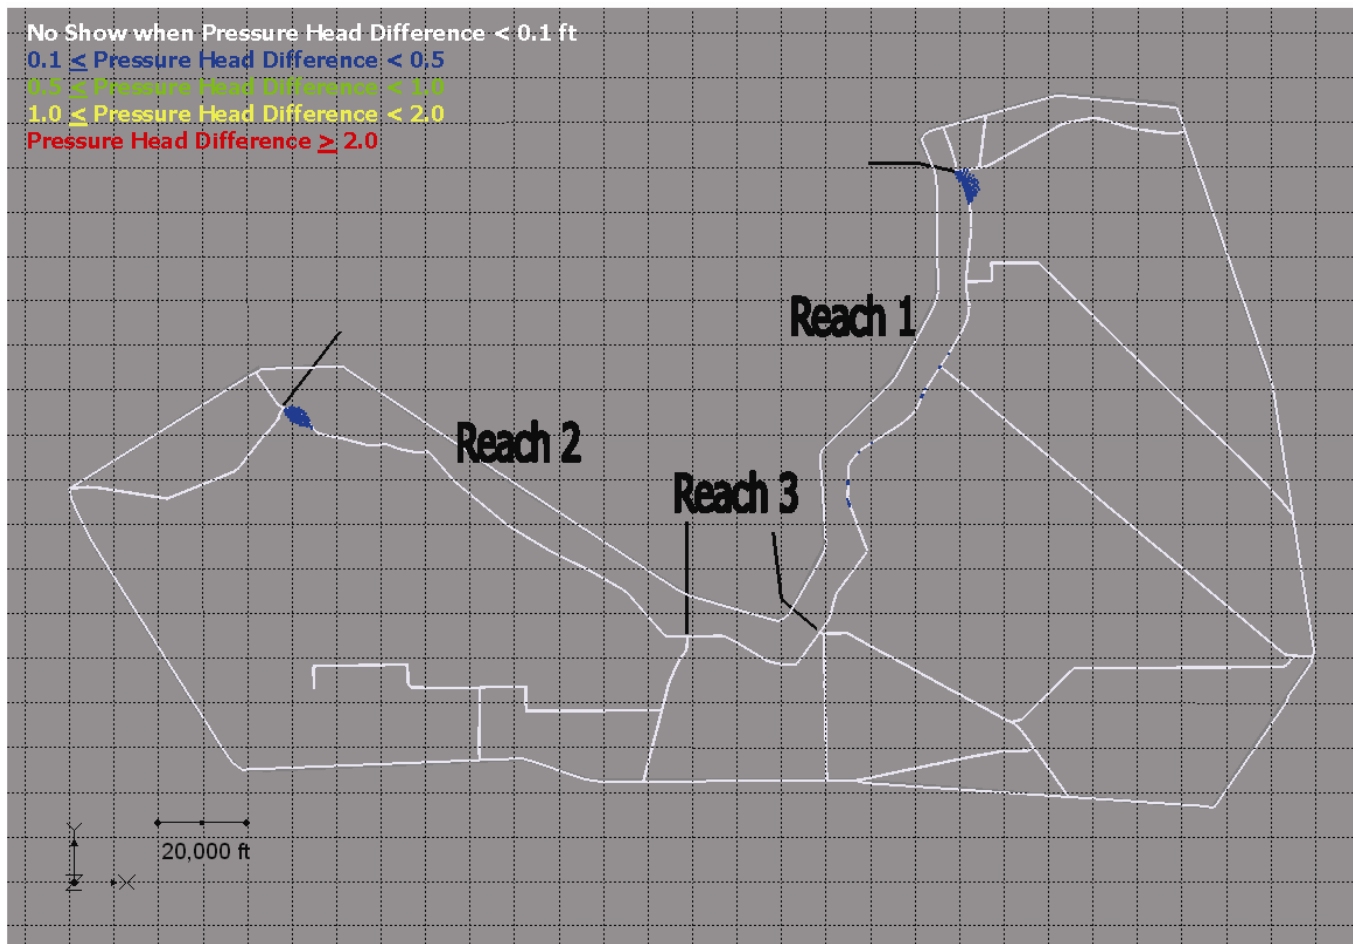 No Show when Pressure Head Difference < 0.1 ft
0.1 ≤ Pressure Head Difference < 0.5
0.5 ≤ Pressure Head Difference < 1.0
1.0 ≤ Pressure Head Difference < 2.0
Pressure Head Difference ≥ 2.0
Reach 1
Reach 2
Reach 3
20,000 ft
Y
Z
X